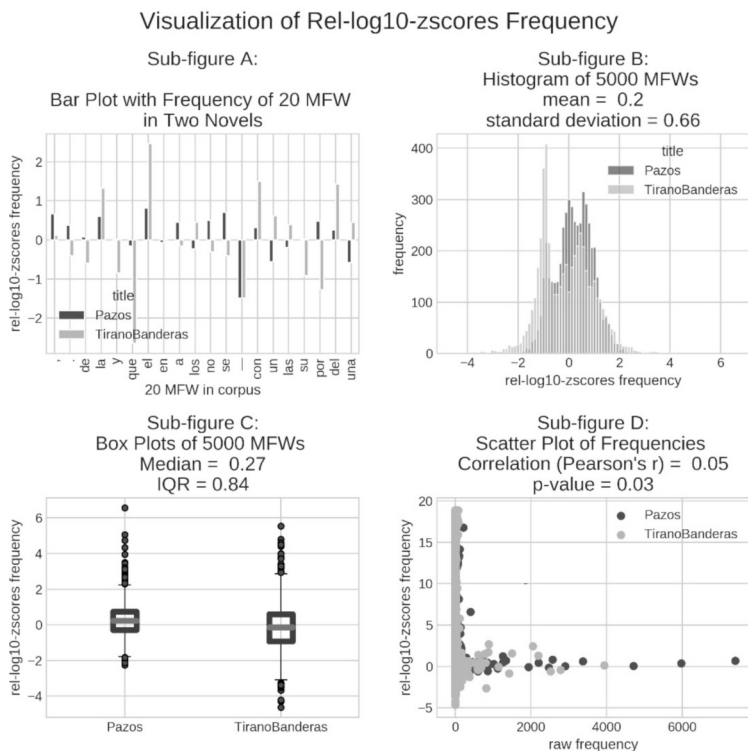 Visualization of Rel-log10-zscores Frequency
Sub-figure A:
Bar Plot with Frequency of 20 MFW
in Two Novels
rel-log10-zscores frequency
2
1
0
−1
−2
title
Pazos
TiranoBanderas
,
.
de
la
y
que
el
en
a
los
no
se
—
con
un
las
su
por
del
una
20 MFW in corpus
Sub-figure B:
Histogram of 5000 MFWs
mean = 0.2
standard deviation = 0.66
title
Pazos
TiranoBanderas
frequency
400
300
200
100
0
−4
−2
0
2
4
6
rel-log10-zscores frequency
Sub-figure C:
Box Plots of 5000 MFWs
Median = 0.27
IQR = 0.84
rel-log10-zscores frequency
6
4
2
0
−2
−4
Pazos
TiranoBanderas
Sub-figure D:
Scatter Plot of Frequencies
Correlation (Pearson's r) = 0.05
p-value = 0.03
Pazos
TiranoBanderas
rel-log10-zscores frequency
20
15
10
5
0
−5
0
2000
4000
6000
raw frequency